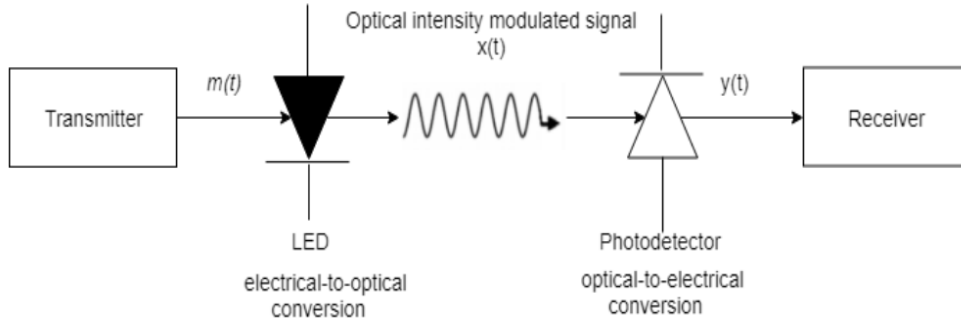 Optical intensity modulated signal
x(t)
m(t)
y(t)
Transmitter
Receiver
LED
electrical-to-optical
conversion
Photodetector
optical-to-electrical
conversion